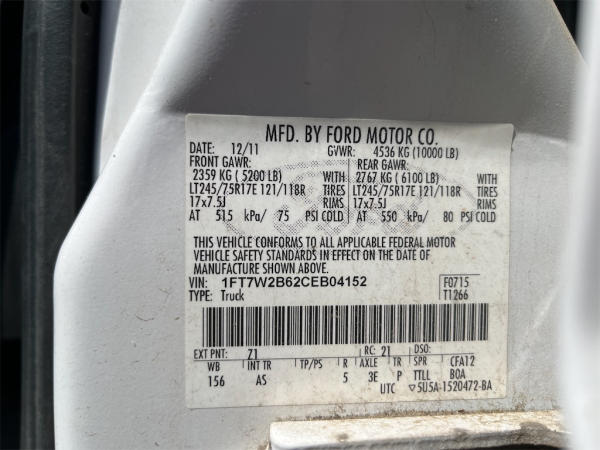 MFD. BY FORD MOTOR CO.
DATE: 12/11 GVWR: 4536 KG (10000 LB)
FRONT GAWR: REAR GAWR:
2359 KG ( 5200 LB) WITH 2767 KG ( 6100 LB) WITH
LT245/75R17E 121/118R TIRES LT245/75R17E 121/118R TIRES
17x7.5J RIMS 17x7.5J RIMS
AT 515 kPa/ 75 PSI COLD AT 550 kPa/ 80 PSI COLD
THIS VEHICLE CONFORMS TO ALL APPLICABLE FEDERAL MOTOR
VEHICLE SAFETY STANDARDS IN EFFECT ON THE DATE OF
MANUFACTURE SHOWN ABOVE.
VIN: 1FT7W2B62CEB04152 F0715
TYPE: Truck T1266
EXT PNT: Z1 RC: 21 DSO:
WB INT TR TP/PS R AXLE TR SPR CFA12
156 AS 5 3E P TTLL BOA
UTC ▽5U5A-1520472-BA